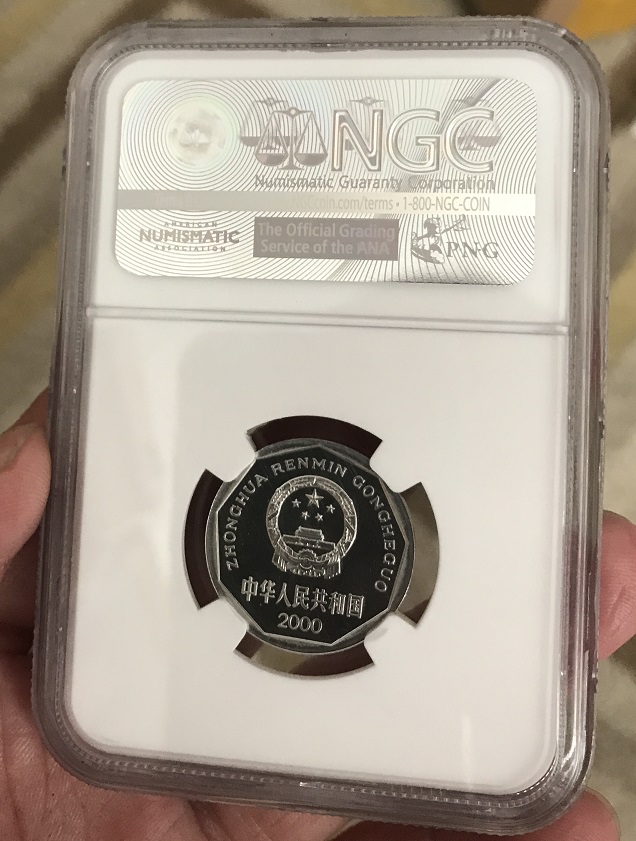 NGC
Numismatic Guaranty Corporation
NGCcoin.com/terms • 1-800-NGC-COIN
AMERICAN
NUMISMATIC
ASSOCIATION
The Official Grading
Service of the ANA
PNG
ZHONGHUA RENMIN GONGHEGUO
中华人民共和国
2000